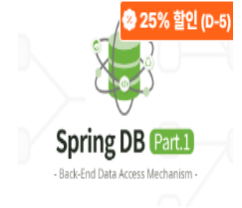 25% 할인 (D-5)
Spring DB Part.1
- Back-End Data Access Mechanism -